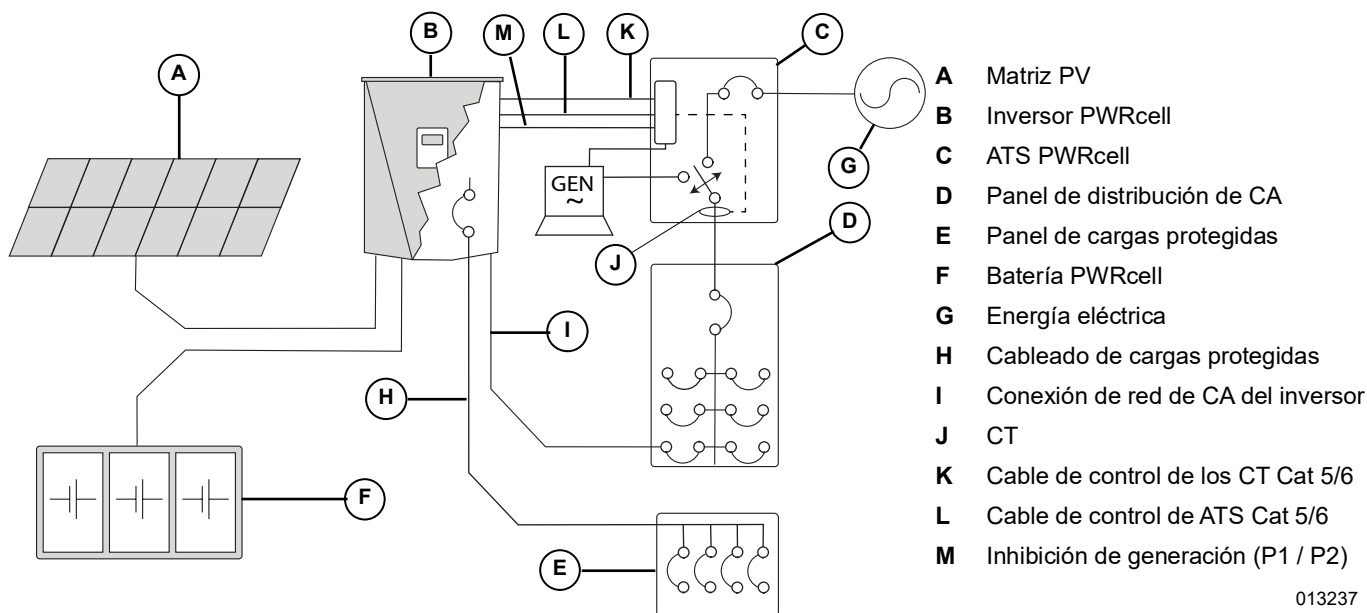 B
M
L
K
C
A
G
GEN
~
D
J
I
H
F
E
A Matriz PV
B Inversor PWRcell
C ATS PWRcell
D Panel de distribución de CA
E Panel de cargas protegidas
F Batería PWRcell
G Energía eléctrica
H Cableado de cargas protegidas
I Conexión de red de CA del inversor
J CT
K Cable de control de los CT Cat 5/6
L Cable de control de ATS Cat 5/6
M Inhibición de generación (P1 / P2)
013237